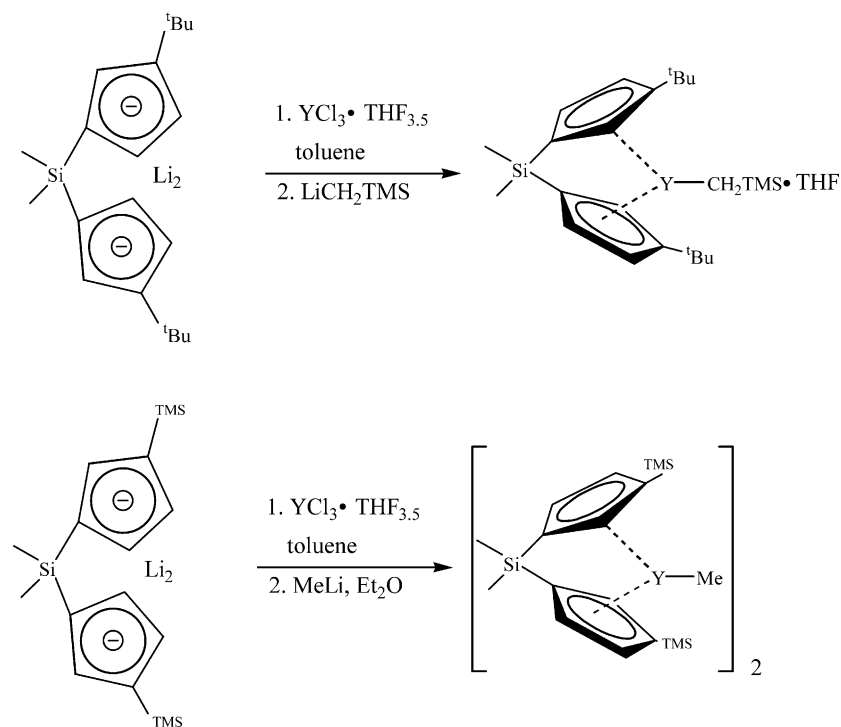 tBu
Si
Li2
tBu
1. YCl3• THF3.5
toluene
2. LiCH2TMS
tBu
Si
Y—CH2TMS• THF
tBu
TMS
Si
Li2
TMS
1. YCl3• THF3.5
toluene
2. MeLi, Et2O
TMS
Si
Y—Me
TMS
2